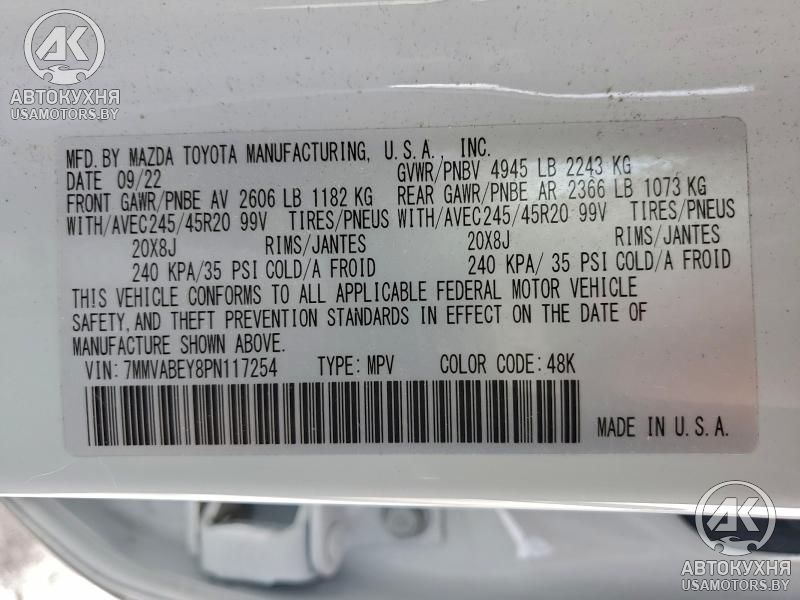 AK
АВТОКУХНЯ
USAMOTORS.BY
MFD. BY MAZDA TOYOTA MANUFACTURING, U.S.A. INC.
DATE 09/22 GVWR/PNBV 4945 LB 2243 KG
FRONT GAWR/PNBE AV 2606 LB 1182 KG REAR GAWR/PNBE AR 2366 LB 1073 KG
WITH/AVEC245/45R20 99V TIRES/PNEUS WITH/AVEC245/45R20 99V TIRES/PNEUS
20X8J RIMS/JANTES 20X8J RIMS/JANTES
240 KPA/35 PSI COLD/A FROID 240 KPA/ 35 PSI COLD/A FROID
THIS VEHICLE CONFORMS TO ALL APPLICABLE FEDERAL MOTOR VEHICLE
SAFETY, AND THEFT PREVENTION STANDARDS IN EFFECT ON THE DATE OF
MANUFACTURE SHOWN ABOVE.
VIN: 7MMVABEY8PN117254 TYPE: MPV COLOR CODE: 48K
MADE IN U.S.A.
AK
АВТОКУХНЯ
USAMOTORS.BY